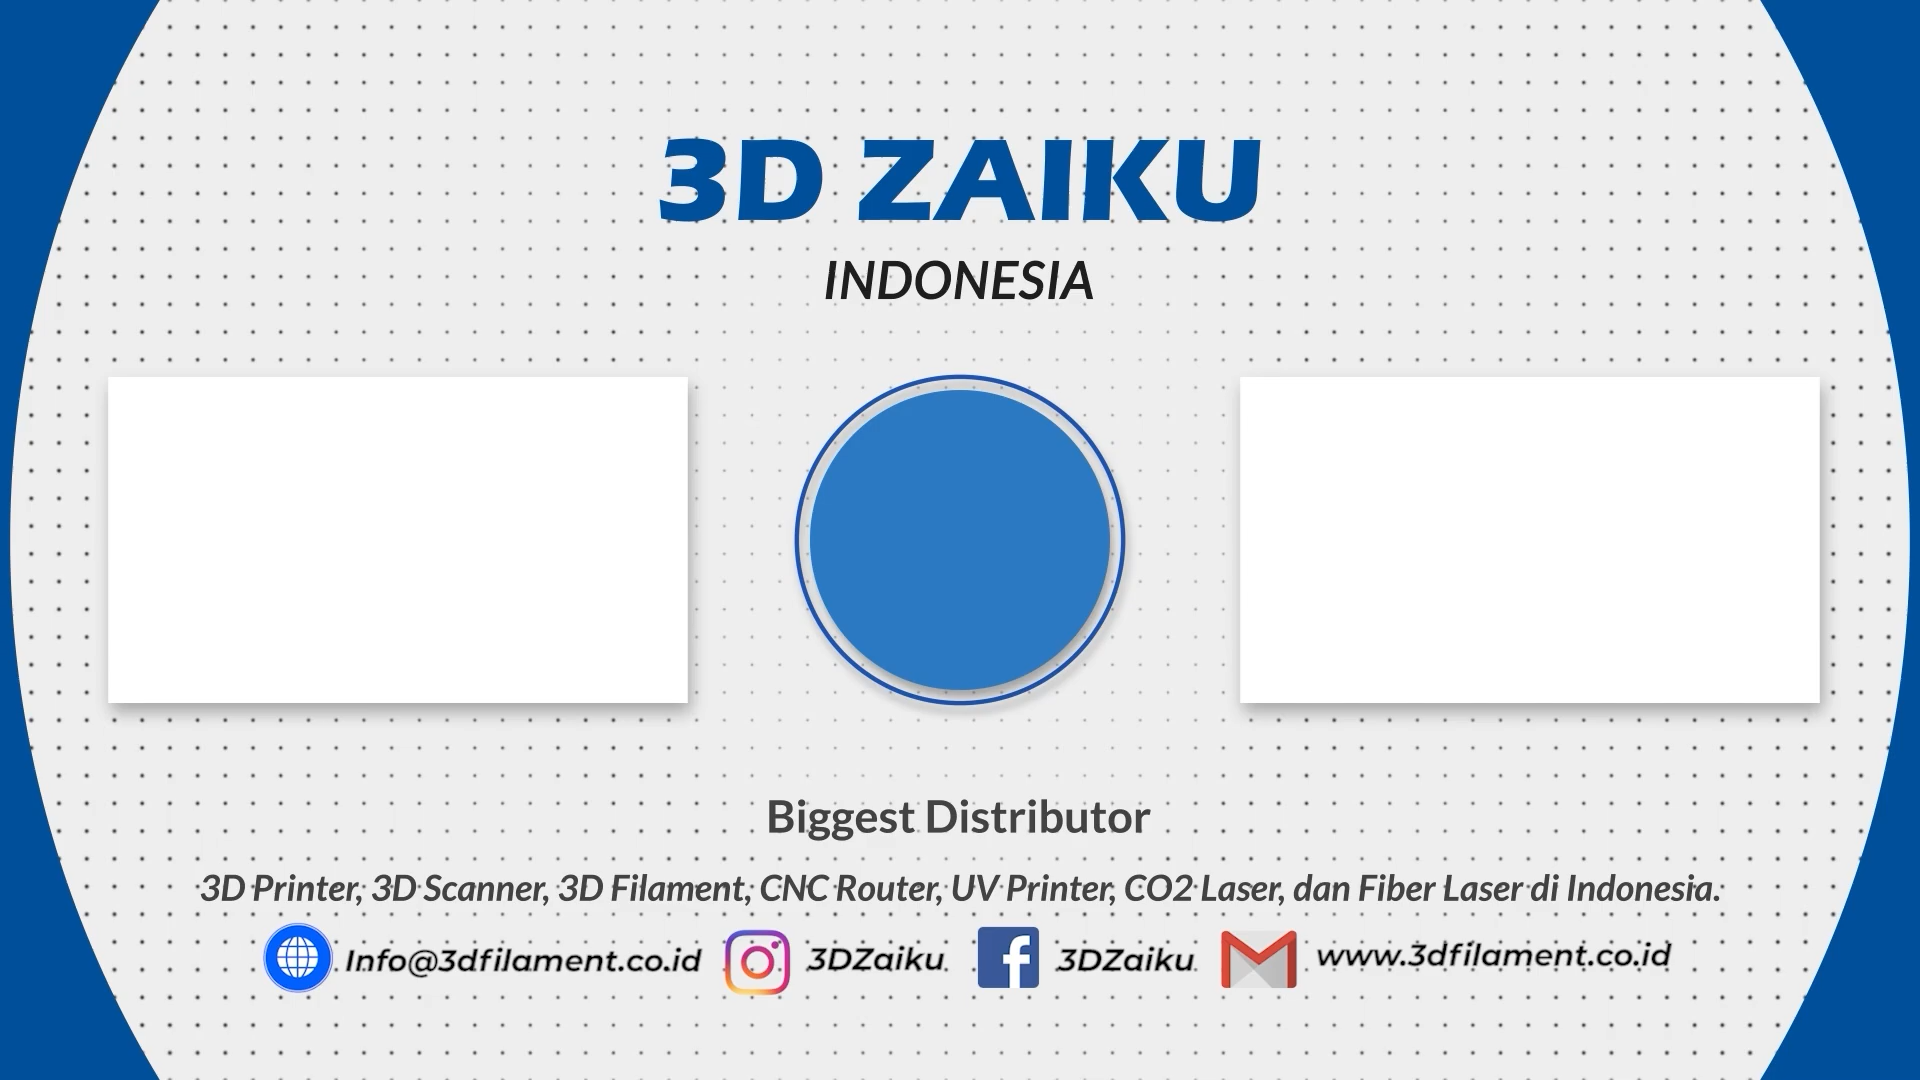 3D ZAIKU
INDONESIA
Biggest Distributor
3D Printer, 3D Scanner, 3D Filament, CNC Router, UV Printer, CO2 Laser, dan Fiber Laser di Indonesia.
Info@3dfilament.co.id 3DZaiku 3DZaiku www.3dfilament.co.id